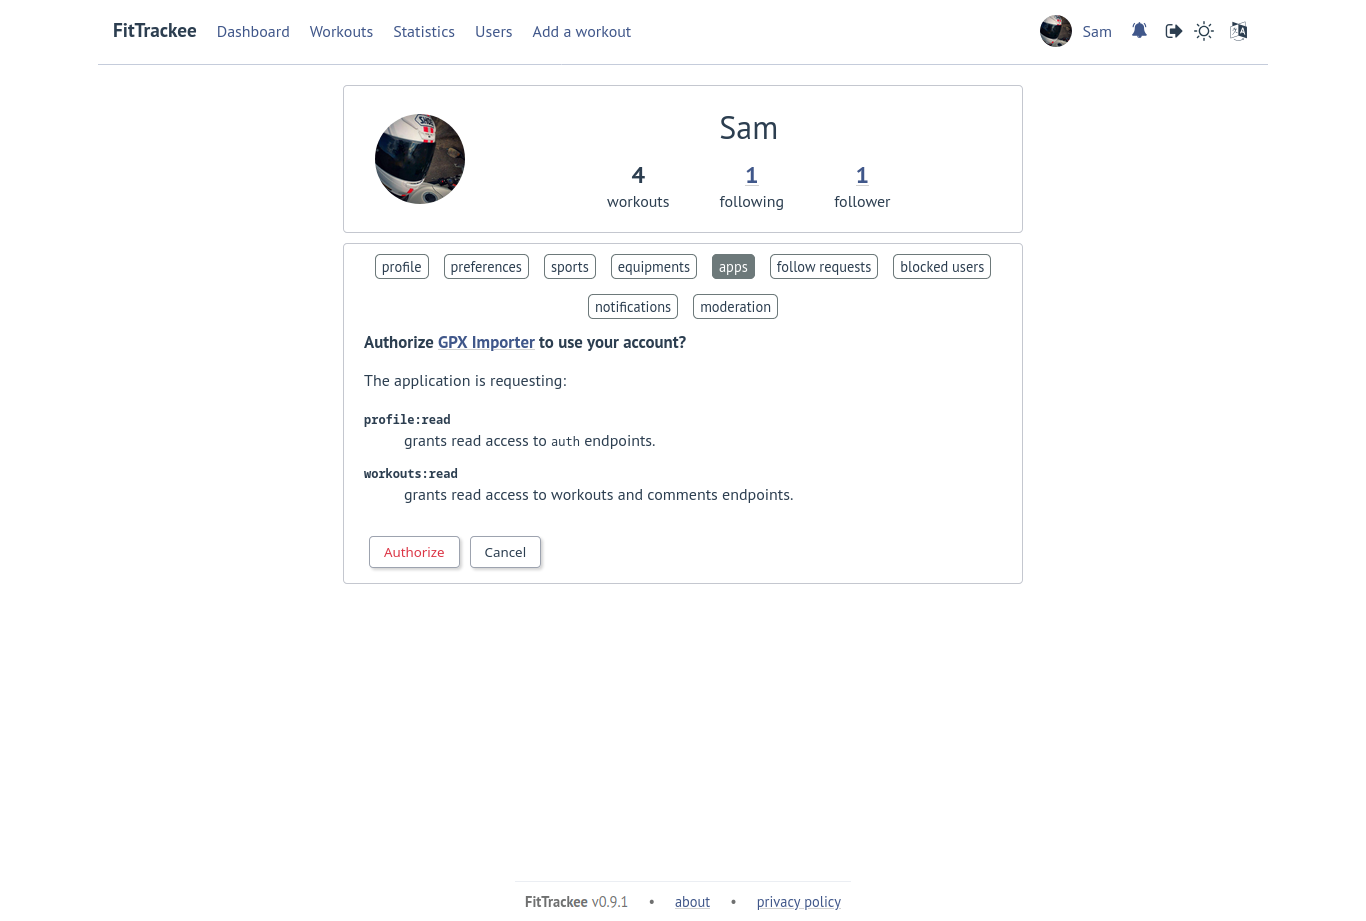 FitTrackee Dashboard Workouts Statistics Users Add a workout Sam
Sam
4 1 1
workouts following follower
profile preferences sports equipments apps follow requests blocked users
notifications moderation
Authorize GPX Importer to use your account?
The application is requesting:
profile:read
grants read access to auth endpoints.
workouts:read
grants read access to workouts and comments endpoints.
Authorize Cancel
FitTrackee v0.9.1 • about • privacy policy